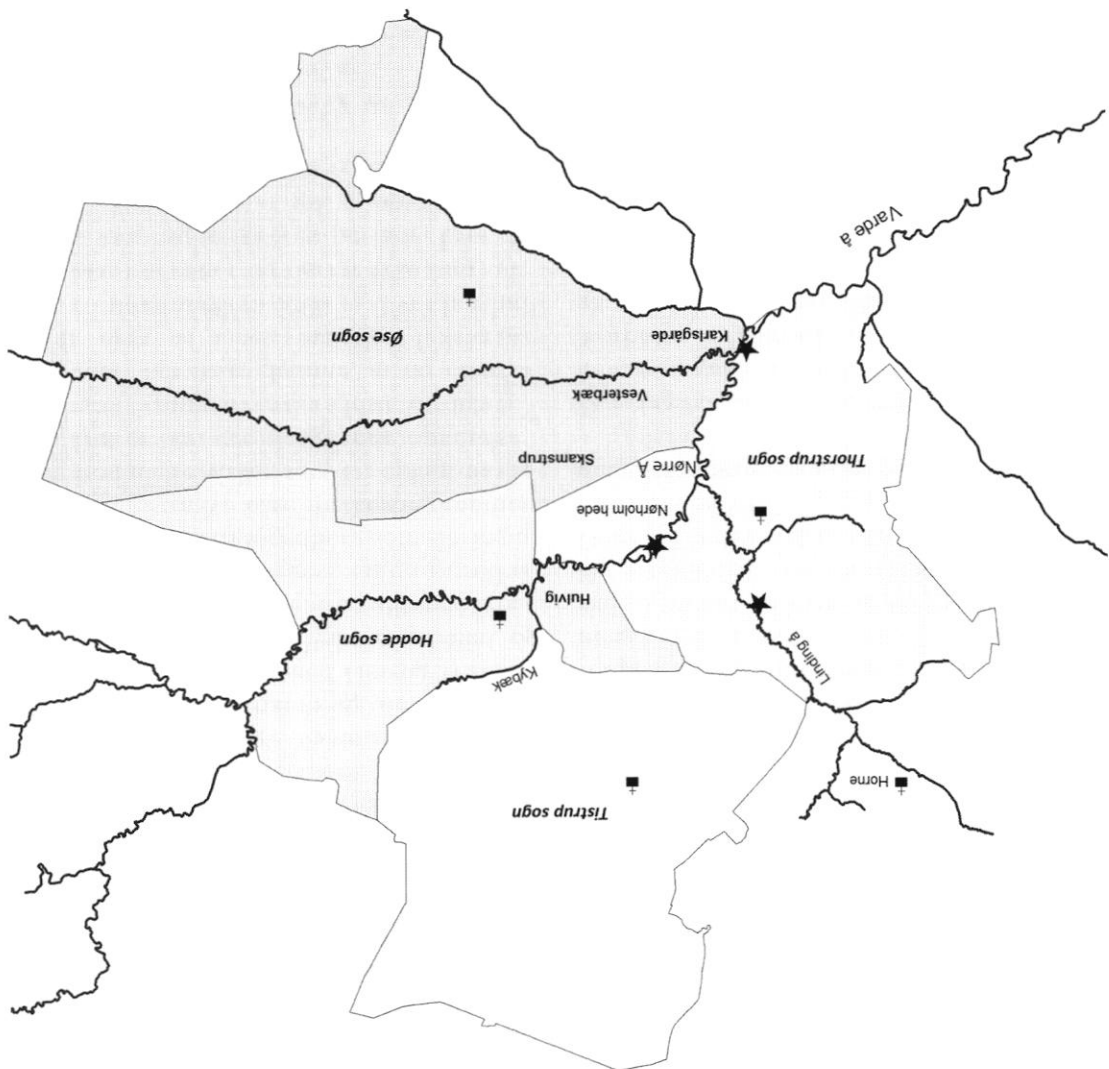 Tistrup sogn
Horne
Kybæk
Linding å
Hodde sogn
Hulvig
Nørholm hede
Nørre Å
Thorstrup sogn
Skamstrup
Vesterbæk
Karlsgårde
Øse sogn
Varde å